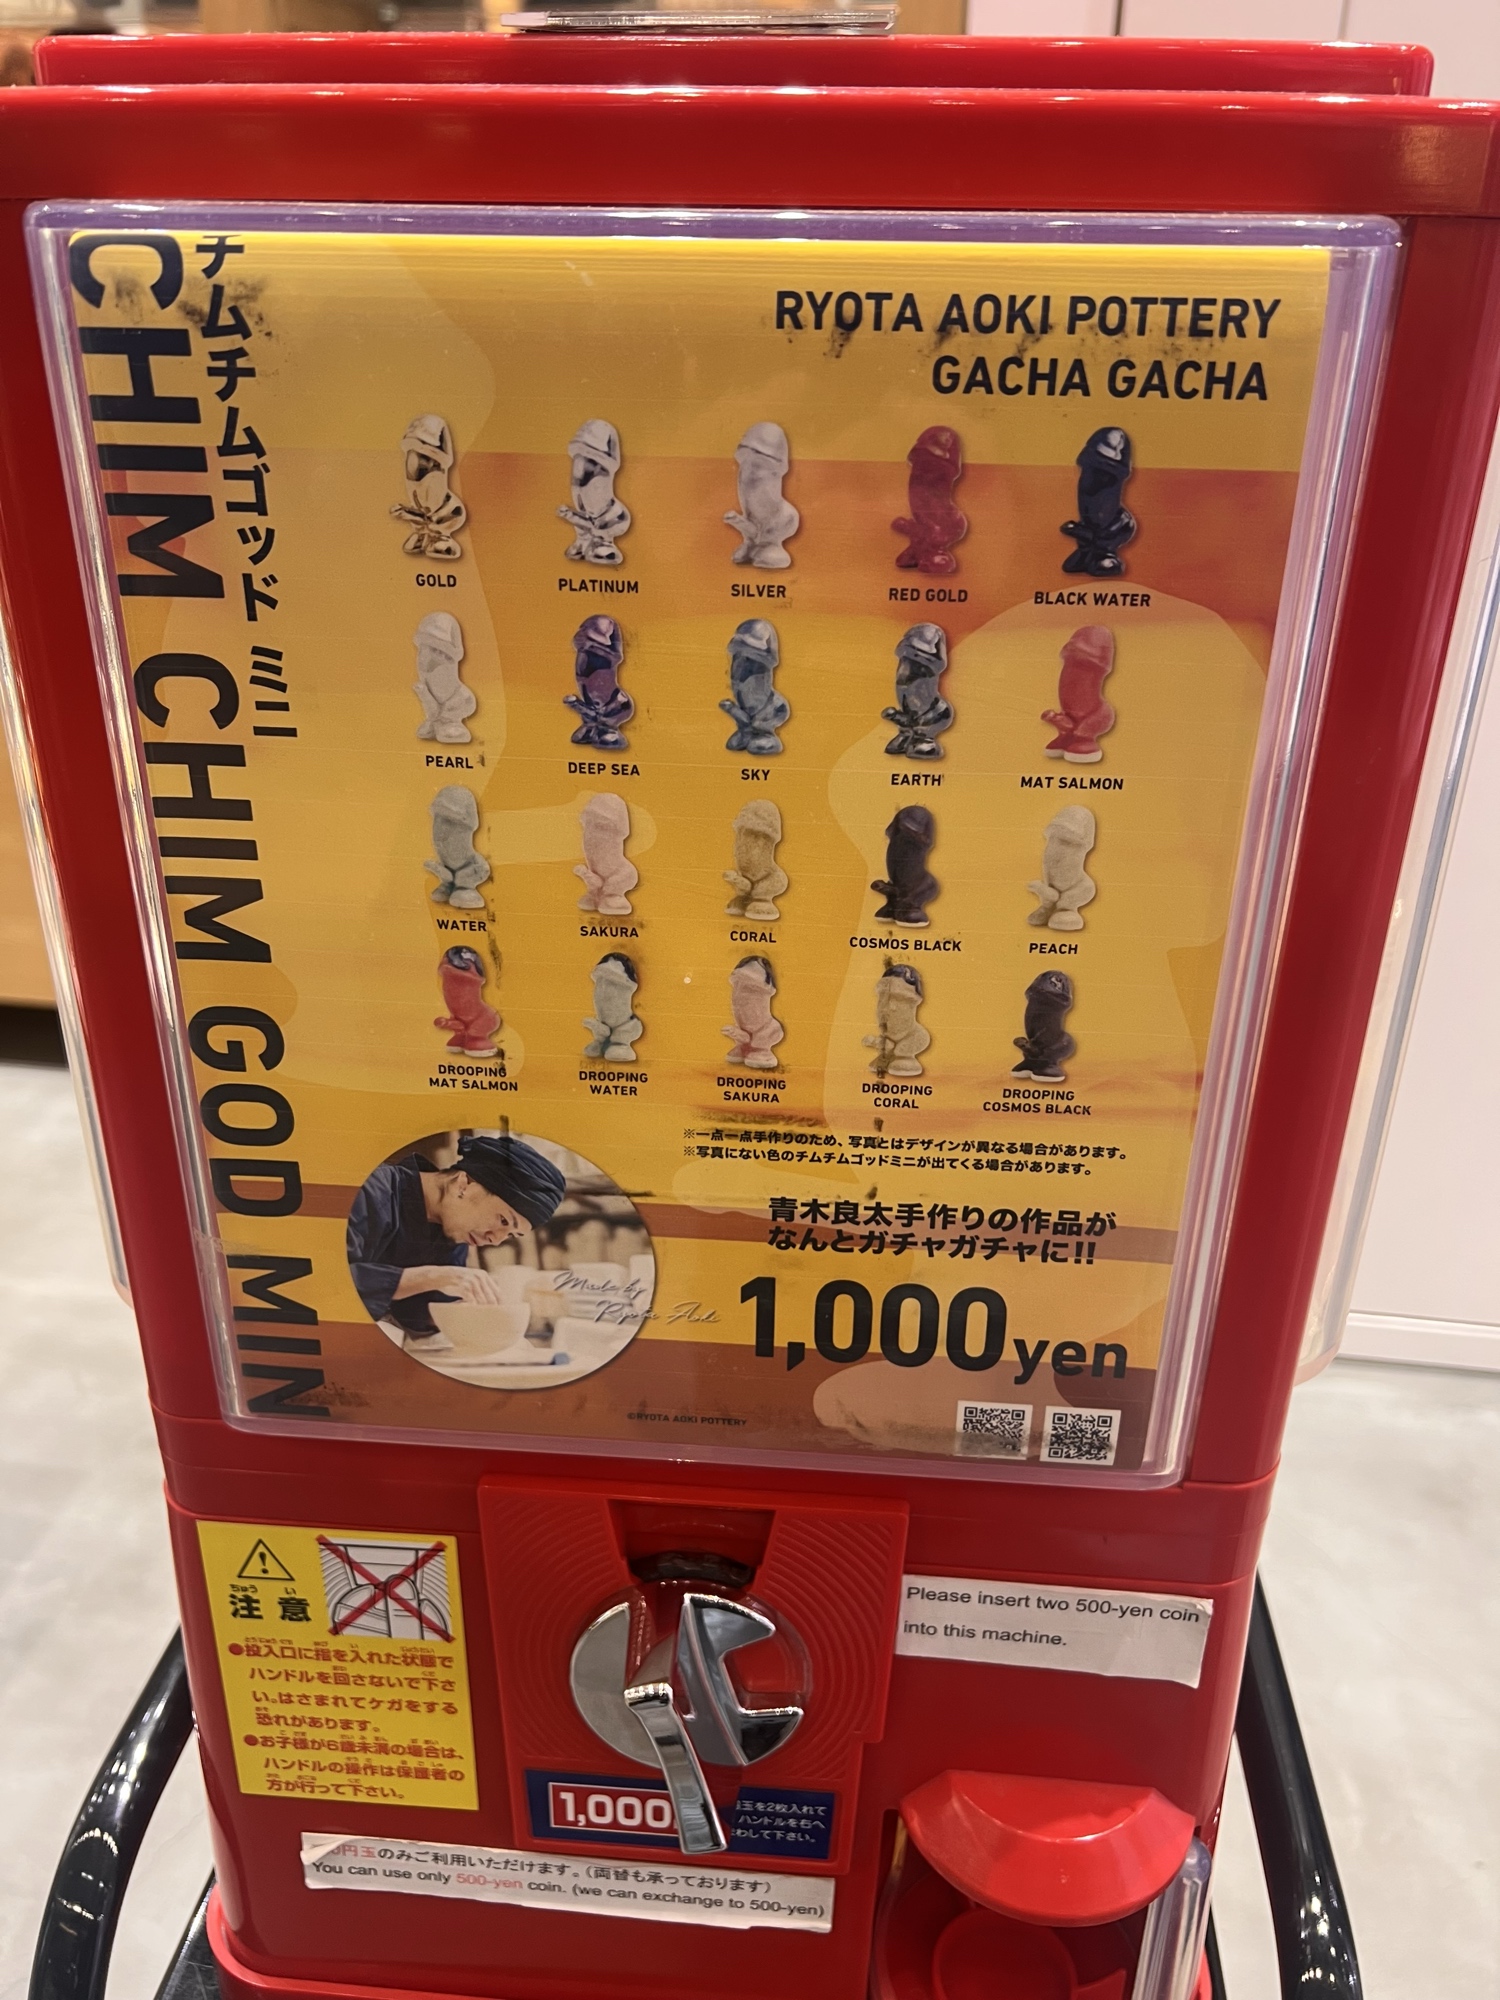 チムチムゴッド ミニ
CHIM CHIM GOD MINI
RYOTA AOKI POTTERY
GACHA GACHA
GOLD
PLATINUM
SILVER
RED GOLD
BLACK WATER
PEARL
DEEP SEA
SKY
EARTH
MAT SALMON
WATER
SAKURA
CORAL
COSMOS BLACK
PEACH
DROOPING
MAT SALMON
DROOPING
WATER
DROOPING
SAKURA
DROOPING
CORAL
DROOPING
COSMOS BLACK
※一点一点手作りのため、写真とはデザインが異なる場合があります。
※写真にない色のチムチムゴッドミニが出てくる場合があります。
青木良太手作りの作品が
なんとガチャガチャに!!
1,000yen
Made by
Ryota Aoki
©RYOTA AOKI POTTERY
注意
●投入口に指を入れた状態で
ハンドルを回さないで下さ
い。はさまれてケガをする
恐れがあります。
●お子様が6歳未満の場合は、
ハンドルの操作は保護者の
方が行って下さい。
Please insert two 500-yen coin
into this machine.
1,000
玉を2枚入れて
ハンドルを右へ
わして下さい。
0円玉のみご利用いただけます。(両替も承っております)
You can use only 500-yen coin. (we can exchange to 500-yen)